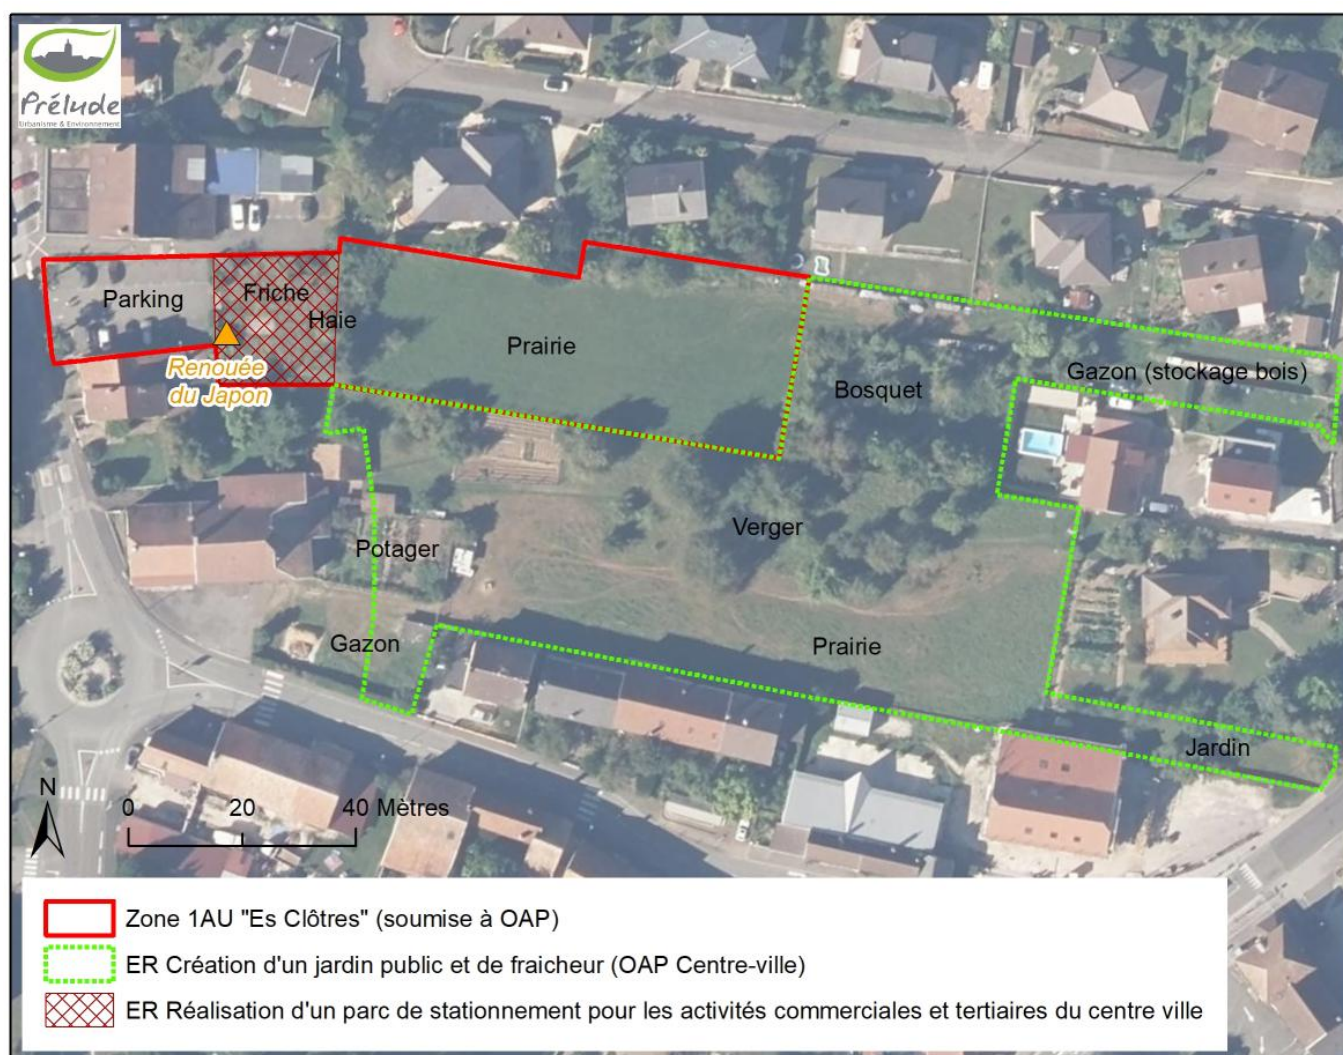 Prélude
Urbanisme & Environnement
Parking
Friche
Haie
Renouée
du Japon
Prairie
Bosquet
Gazon (stockage bois)
Verger
Potager
Gazon
Prairie
Jardin
N
0 20 40 Mètres
Zone 1AU "Es Clôtres" (soumise à OAP)
ER Création d'un jardin public et de fraicheur (OAP Centre-ville)
ER Réalisation d'un parc de stationnement pour les activités commerciales et tertiaires du centre ville